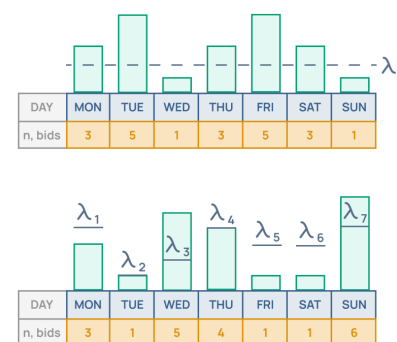 λ
DAY MON TUE WED THU FRI SAT SUN
n, bids 3 5 1 3 5 3 1
λ₁ λ₂ λ₃ λ₄ λ₅ λ₆ λ₇
DAY MON TUE WED THU FRI SAT SUN
n, bids 3 1 5 4 1 1 6